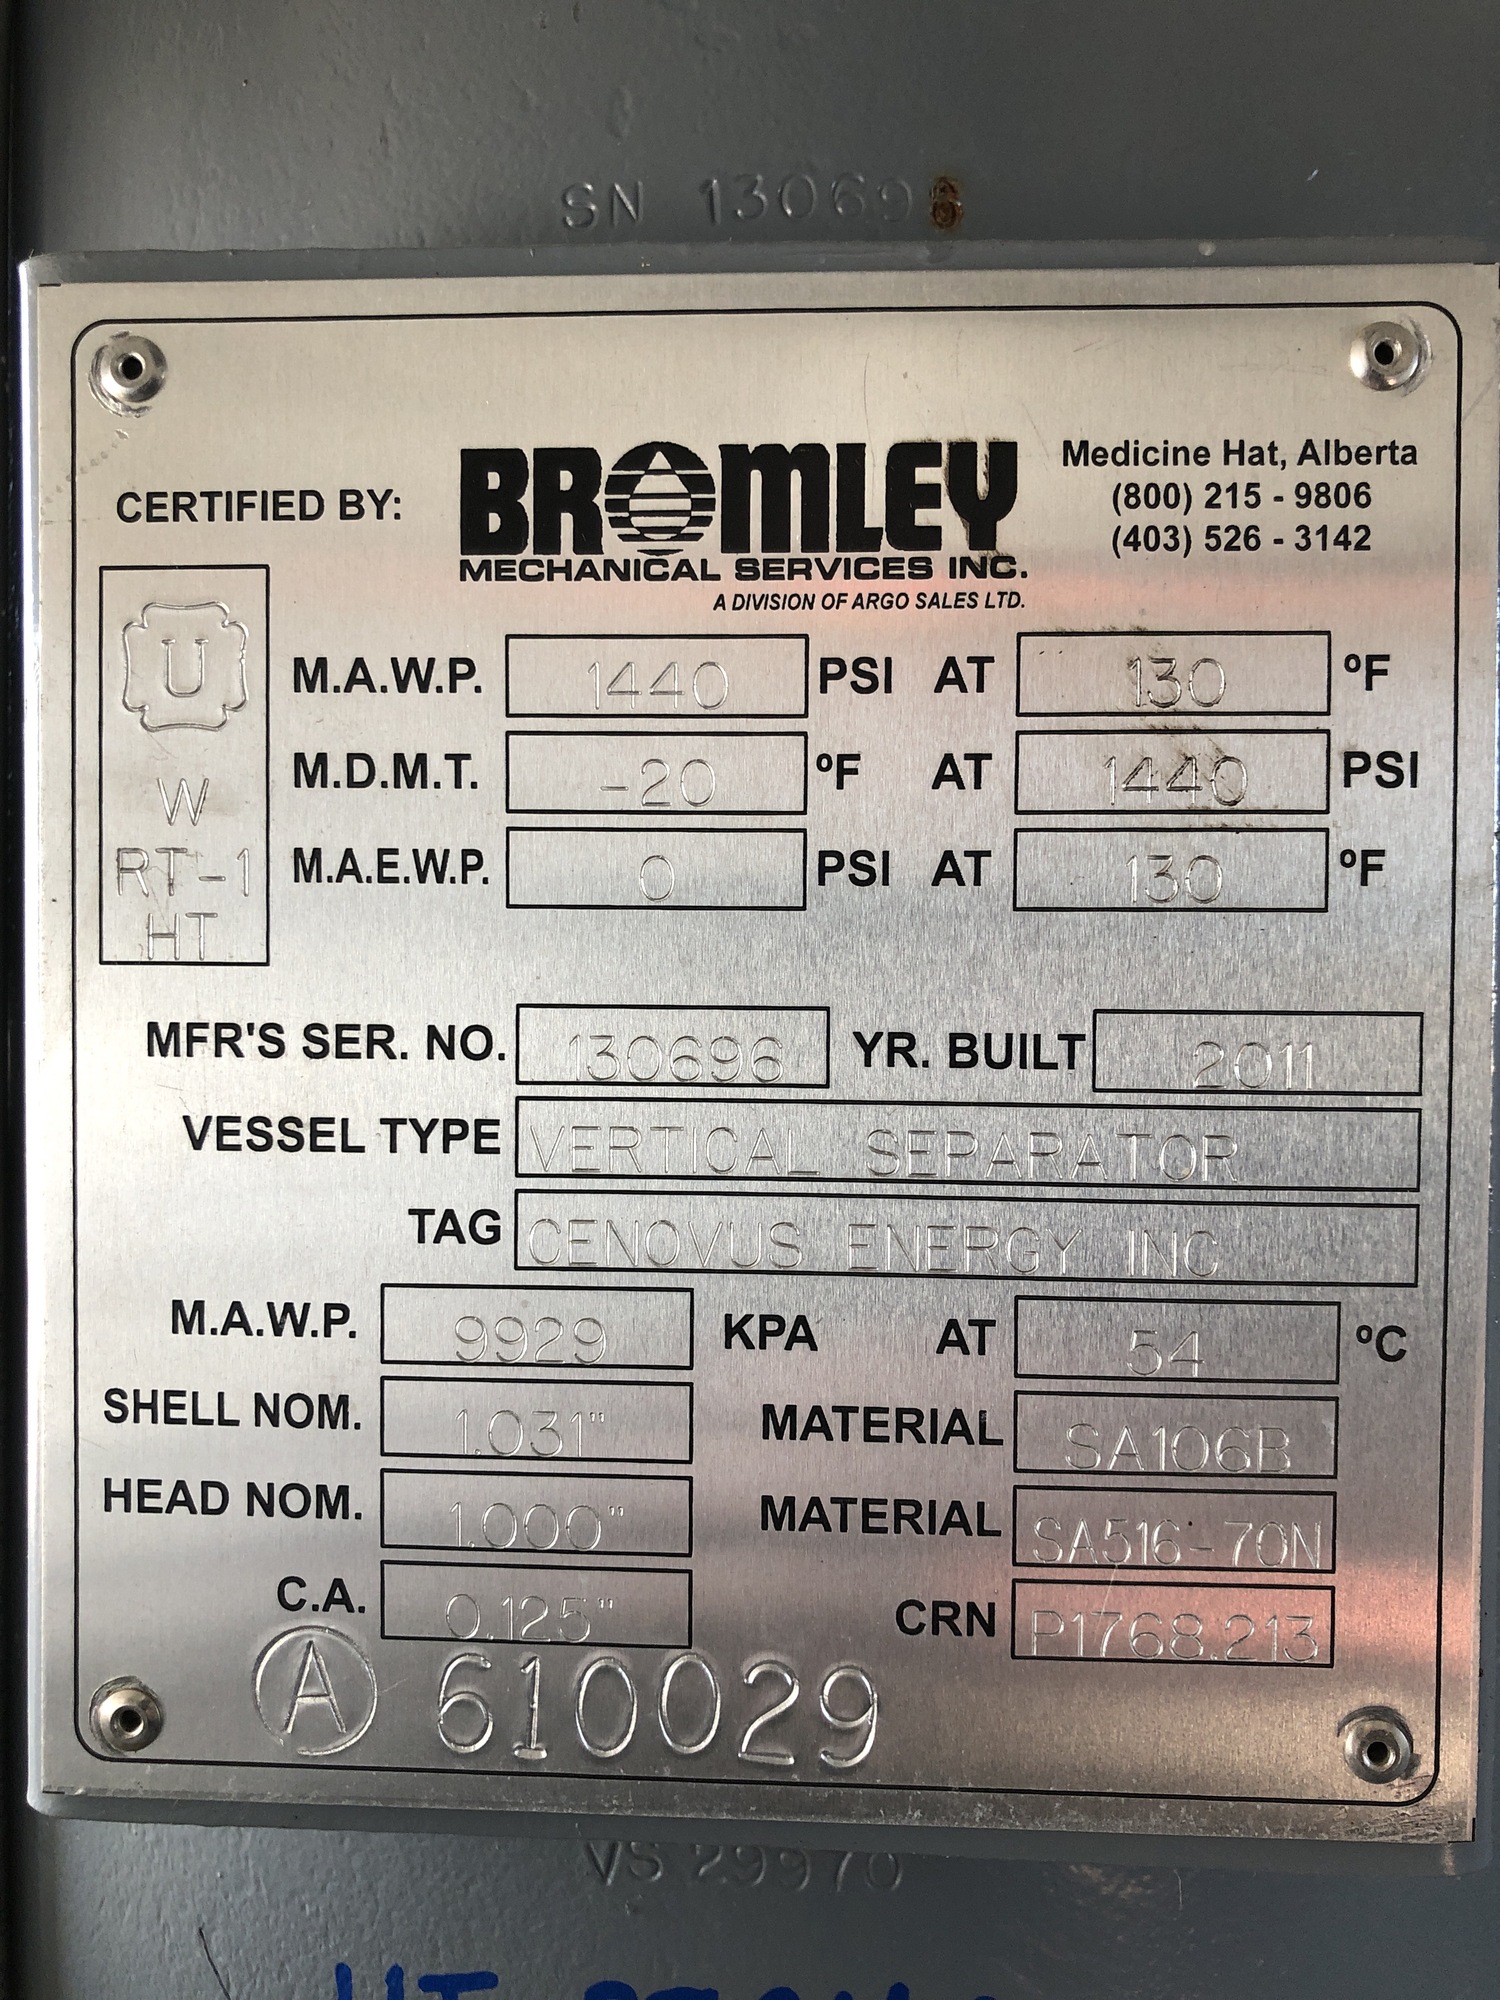 SN 130696
CERTIFIED BY:
BROMLEY
MECHANICAL SERVICES INC.
A DIVISION OF ARGO SALES LTD.
Medicine Hat, Alberta
(800) 215 - 9806
(403) 526 - 3142
U
W
RT-1
HT
M.A.W.P. 1440 PSI AT 130 ºF
M.D.M.T. -20 ºF AT 1440 PSI
M.A.E.W.P. 0 PSI AT 130 ºF
MFR'S SER. NO. 130696 YR. BUILT 2011
VESSEL TYPE VERTICAL SEPARATOR
TAG CENOVUS ENERGY INC
M.A.W.P. 9929 KPA AT 54 ºC
SHELL NOM. 1.031" MATERIAL SA106B
HEAD NOM. 1.000" MATERIAL SA516-70N
C.A. 0.125" CRN P1768.213
A 610029
VS 29970